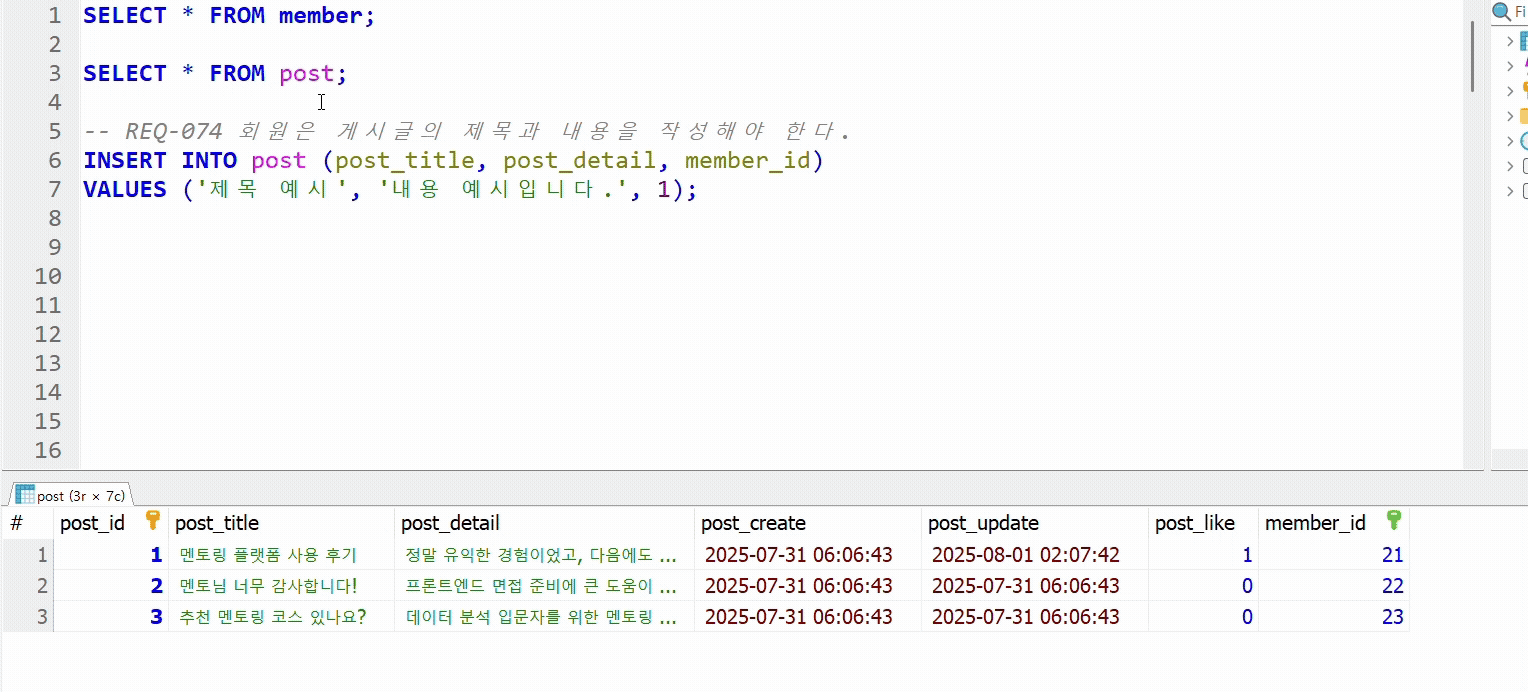 1 SELECT * FROM member;
2
3 SELECT * FROM post;
4
5 -- REQ-074 회원은 게시글의 제목과 내용을 작성해야 한다.
6 INSERT INTO post (post_title, post_detail, member_id)
7 VALUES ('제목 예시', '내용 예시입니다.', 1);
8
9
10
11
12
13
14
15
16
Fi
post (3r × 7c)
# post_id post_title post_detail post_create post_update post_like member_id
1 1 멘토링 플랫폼 사용 후기 정말 유익한 경험이었고, 다음에도 ... 2025-07-31 06:06:43 2025-08-01 02:07:42 1 21
2 2 멘토님 너무 감사합니다! 프론트엔드 면접 준비에 큰 도움이 ... 2025-07-31 06:06:43 2025-07-31 06:06:43 0 22
3 3 추천 멘토링 코스 있나요? 데이터 분석 입문자를 위한 멘토링 ... 2025-07-31 06:06:43 2025-07-31 06:06:43 0 23